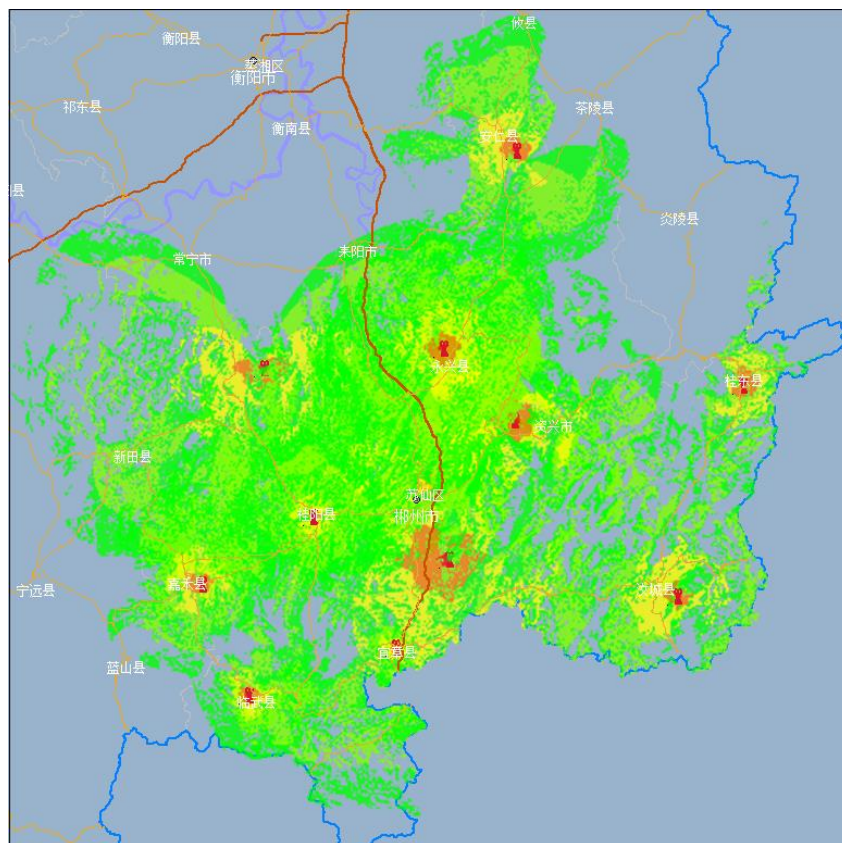 攸县
衡阳县
蒸湘区
衡阳市
祁东县
茶陵县
衡南县
安仁县
县
炎陵县
耒阳市
常宁市
永兴县
桂东县
资兴市
新田县
苏仙区
桂阳县
郴州市
嘉禾县
宁远县
汝城县
宜章县
蓝山县
临武县